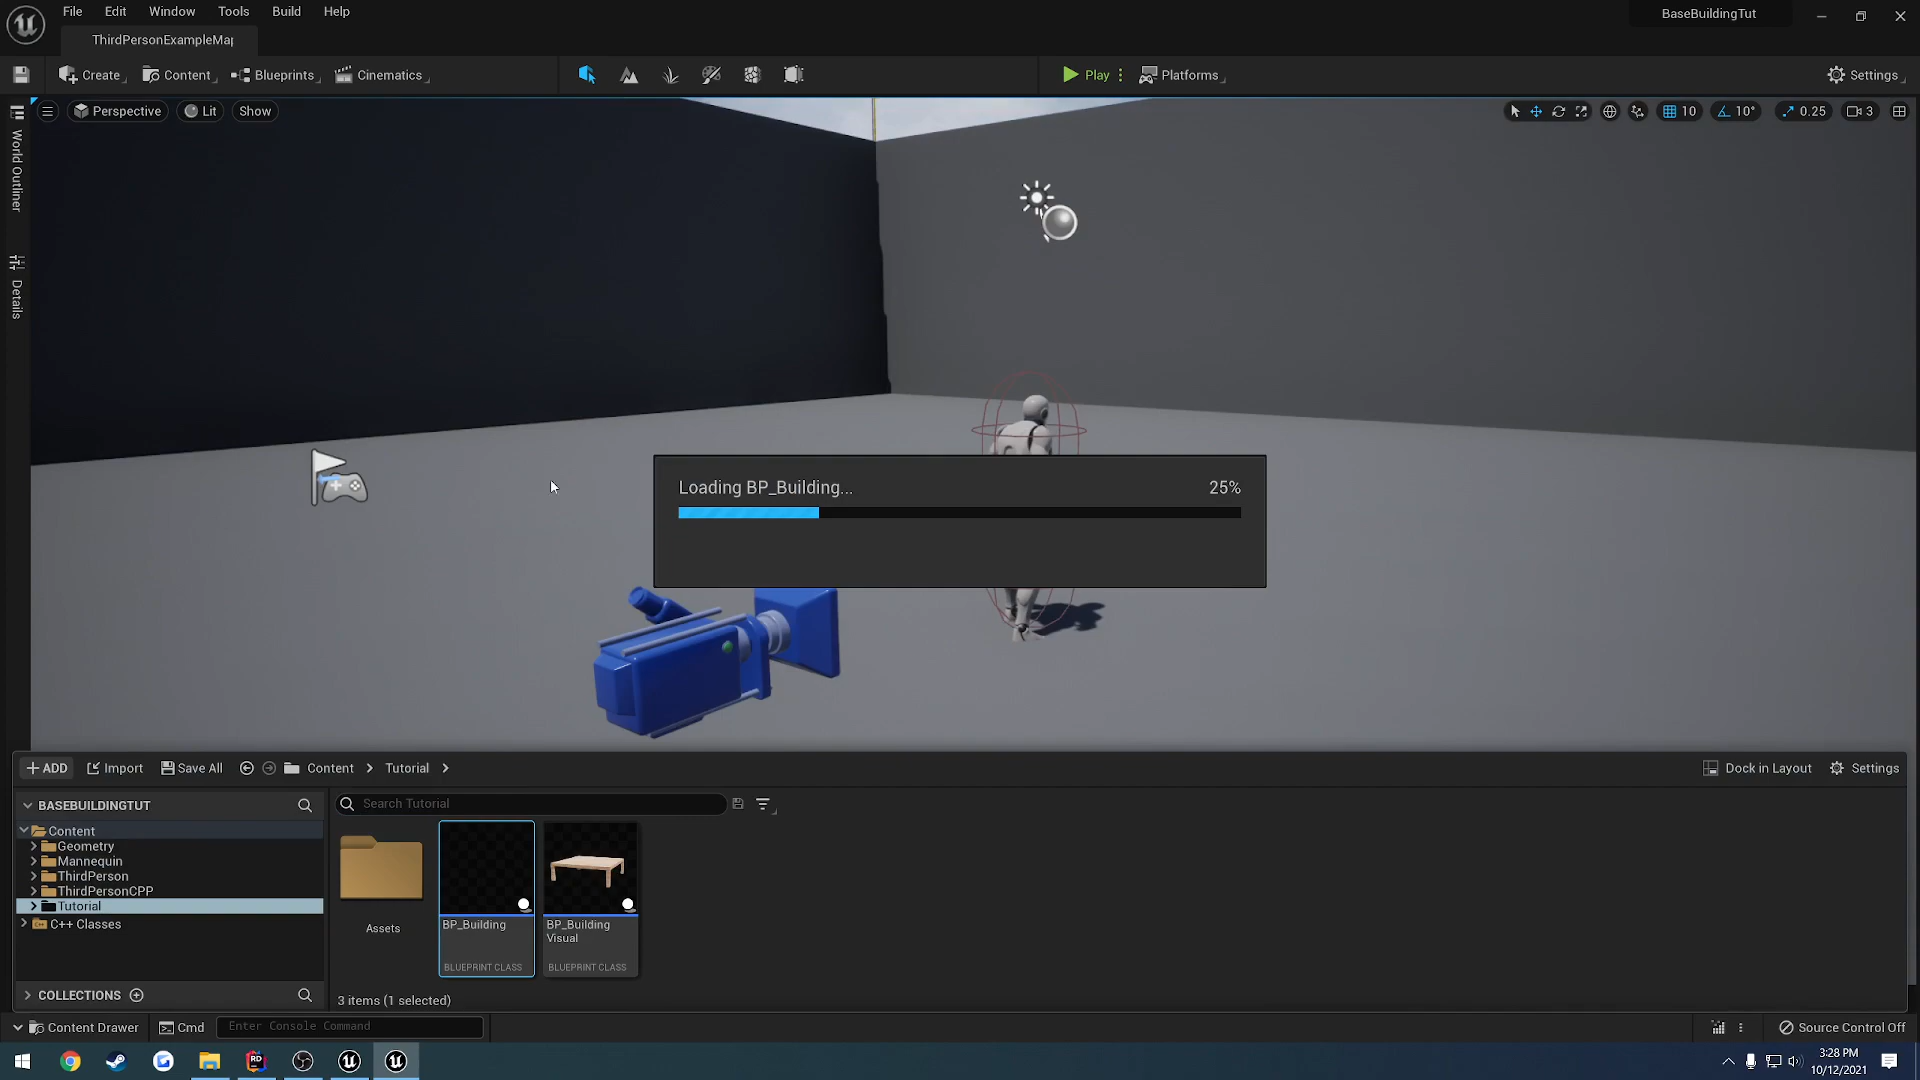 File Edit Window Tools Build Help
BaseBuildingTut
ThirdPersonExampleMap
Create Content Blueprints Cinematics Play Platforms Settings
Perspective Lit Show 10 10° 0.25 3
World Outliner
Details
Loading BP_Building... 25%
+ ADD Import Save All Content Tutorial Dock in Layout Settings
BASEBUILDINGTUT
Search Tutorial
Content
Geometry
Mannequin
ThirdPerson
ThirdPersonCPP
Tutorial
C++ Classes
Assets
BP_Building
BLUEPRINT CLASS
BP_Building
Visual
BLUEPRINT CLASS
COLLECTIONS
3 items (1 selected)
Content Drawer Cmd Enter Console Command Source Control Off
RD
3:28 PM
10/12/2021